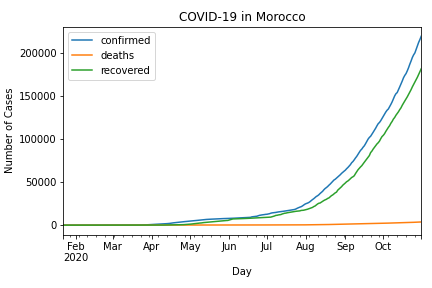 COVID-19 in Morocco
confirmed
deaths
recovered
Number of Cases
200000
150000
100000
50000
0
Feb Mar Apr May Jun Jul Aug Sep Oct
2020
Day